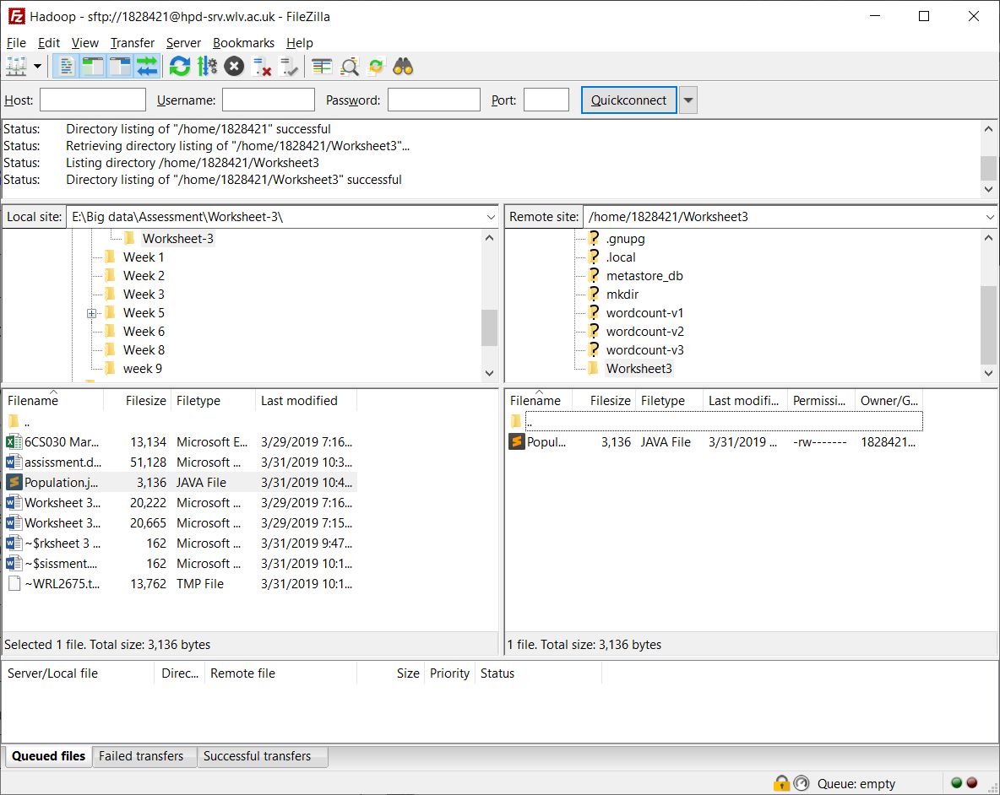 Hadoop - sftp://1828421@hpd-srv.wlv.ac.uk - FileZilla
File Edit View Transfer Server Bookmarks Help
Host: Username: Password: Port: Quickconnect
Status: Directory listing of "/home/1828421" successful
Status: Retrieving directory listing of "/home/1828421/Worksheet3"...
Status: Listing directory /home/1828421/Worksheet3
Status: Directory listing of "/home/1828421/Worksheet3" successful
Local site: E:\Big data\Assessment\Worksheet-3\
Worksheet-3
Week 1
Week 2
Week 3
Week 5
Week 6
Week 8
week 9
Remote site: /home/1828421/Worksheet3
.gnupg
.local
metastore_db
mkdir
wordcount-v1
wordcount-v2
wordcount-v3
Worksheet3
Filename Filesize Filetype Last modified
..
6CS030 Mar... 13,134 Microsoft E... 3/29/2019 7:16...
assissment.d... 51,128 Microsoft ... 3/31/2019 10:3...
Population.j... 3,136 JAVA File 3/31/2019 10:4...
Worksheet 3... 20,222 Microsoft ... 3/29/2019 7:16...
Worksheet 3... 20,665 Microsoft ... 3/29/2019 7:15...
~$rksheet 3 ... 162 Microsoft ... 3/31/2019 9:47...
~$sissment.... 162 Microsoft ... 3/31/2019 10:1...
~WRL2675.t... 13,762 TMP File 3/31/2019 10:1...
Selected 1 file. Total size: 3,136 bytes
Filename Filesize Filetype Last modifi... Permissi... Owner/G...
..
Popul... 3,136 JAVA File 3/31/2019 ... -rw------- 1828421...
1 file. Total size: 3,136 bytes
Server/Local file Direc... Remote file Size Priority Status
Queued files Failed transfers Successful transfers
Queue: empty